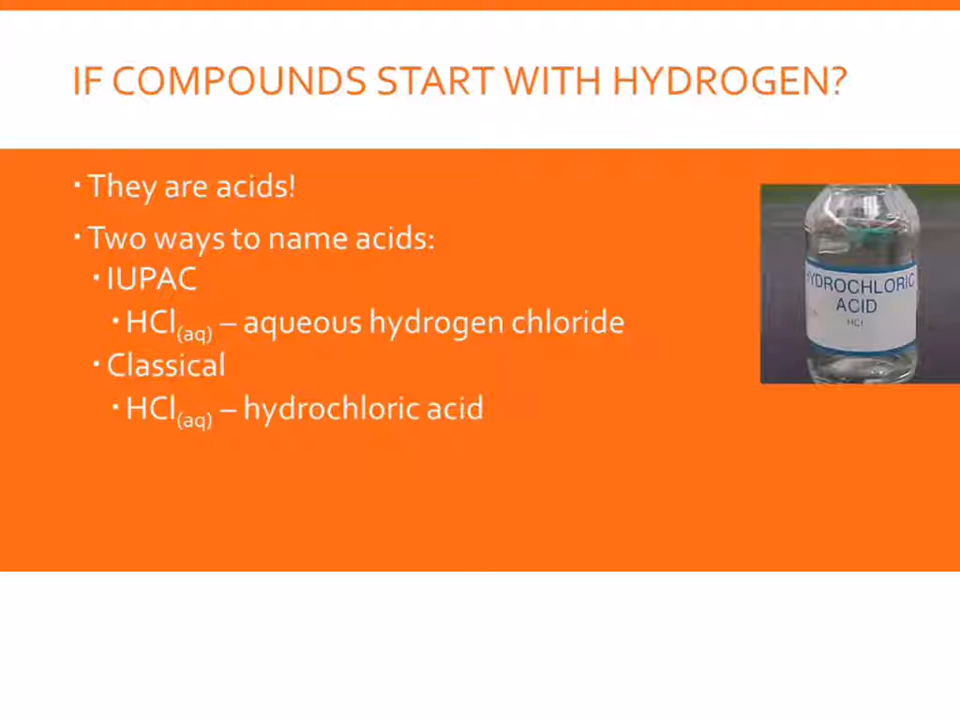 IF COMPOUNDS START WITH HYDROGEN?
▪ They are acids!
▪ Two ways to name acids:
▪ IUPAC
▪ HCl(aq) – aqueous hydrogen chloride
▪ Classical
▪ HCl(aq) – hydrochloric acid
HYDROCHLORIC
ACID
HCl